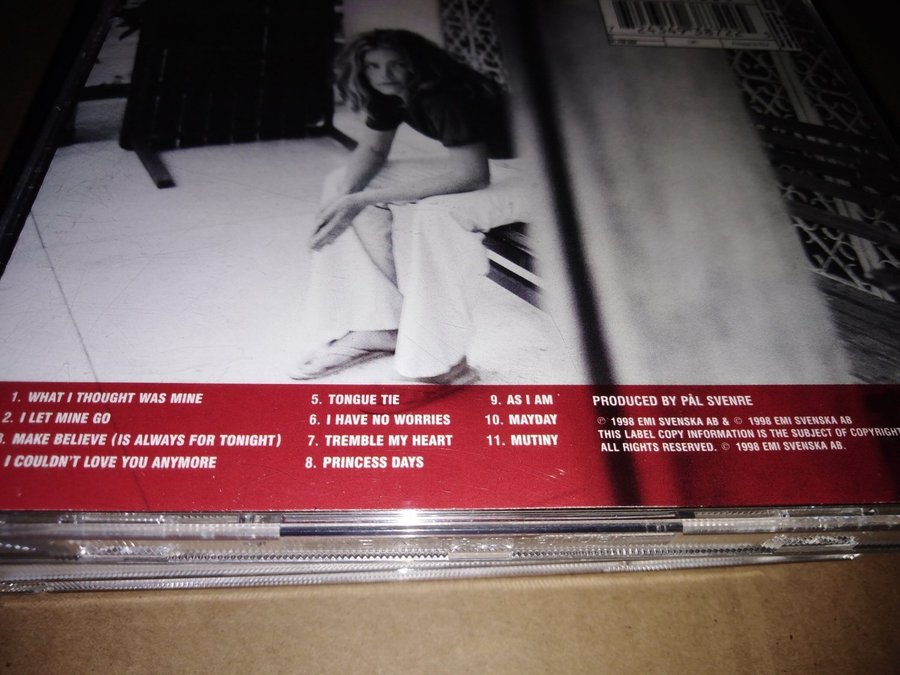 1. WHAT I THOUGHT WAS MINE
2. I LET MINE GO
3. MAKE BELIEVE (IS ALWAYS FOR TONIGHT)
I COULDN'T LOVE YOU ANYMORE
5. TONGUE TIE
6. I HAVE NO WORRIES
7. TREMBLE MY HEART
8. PRINCESS DAYS
9. AS I AM
10. MAYDAY
11. MUTINY
PRODUCED BY PÅL SVENRE
℗ 1998 EMI SVENSKA AB & © 1998 EMI SVENSKA AB
THIS LABEL COPY INFORMATION IS THE SUBJECT OF COPYRIGHT
ALL RIGHTS RESERVED. © 1998 EMI SVENSKA AB.